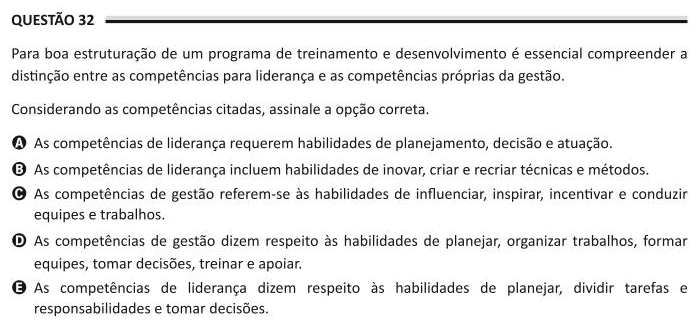 QUESTÃO 32
Para boa estruturação de um programa de treinamento e desenvolvimento é essencial compreender a
distinção entre as competências para liderança e as competências próprias da gestão.
Considerando as competências citadas, assinale a opção correta.
A As competências de liderança requerem habilidades de planejamento, decisão e atuação.
B As competências de liderança incluem habilidades de inovar, criar e recriar técnicas e métodos.
C As competências de gestão referem-se às habilidades de influenciar, inspirar, incentivar e conduzir
equipes e trabalhos.
D As competências de gestão dizem respeito às habilidades de planejar, organizar trabalhos, formar
equipes, tomar decisões, treinar e apoiar.
E As competências de liderança dizem respeito às habilidades de planejar, dividir tarefas e
responsabilidades e tomar decisões.